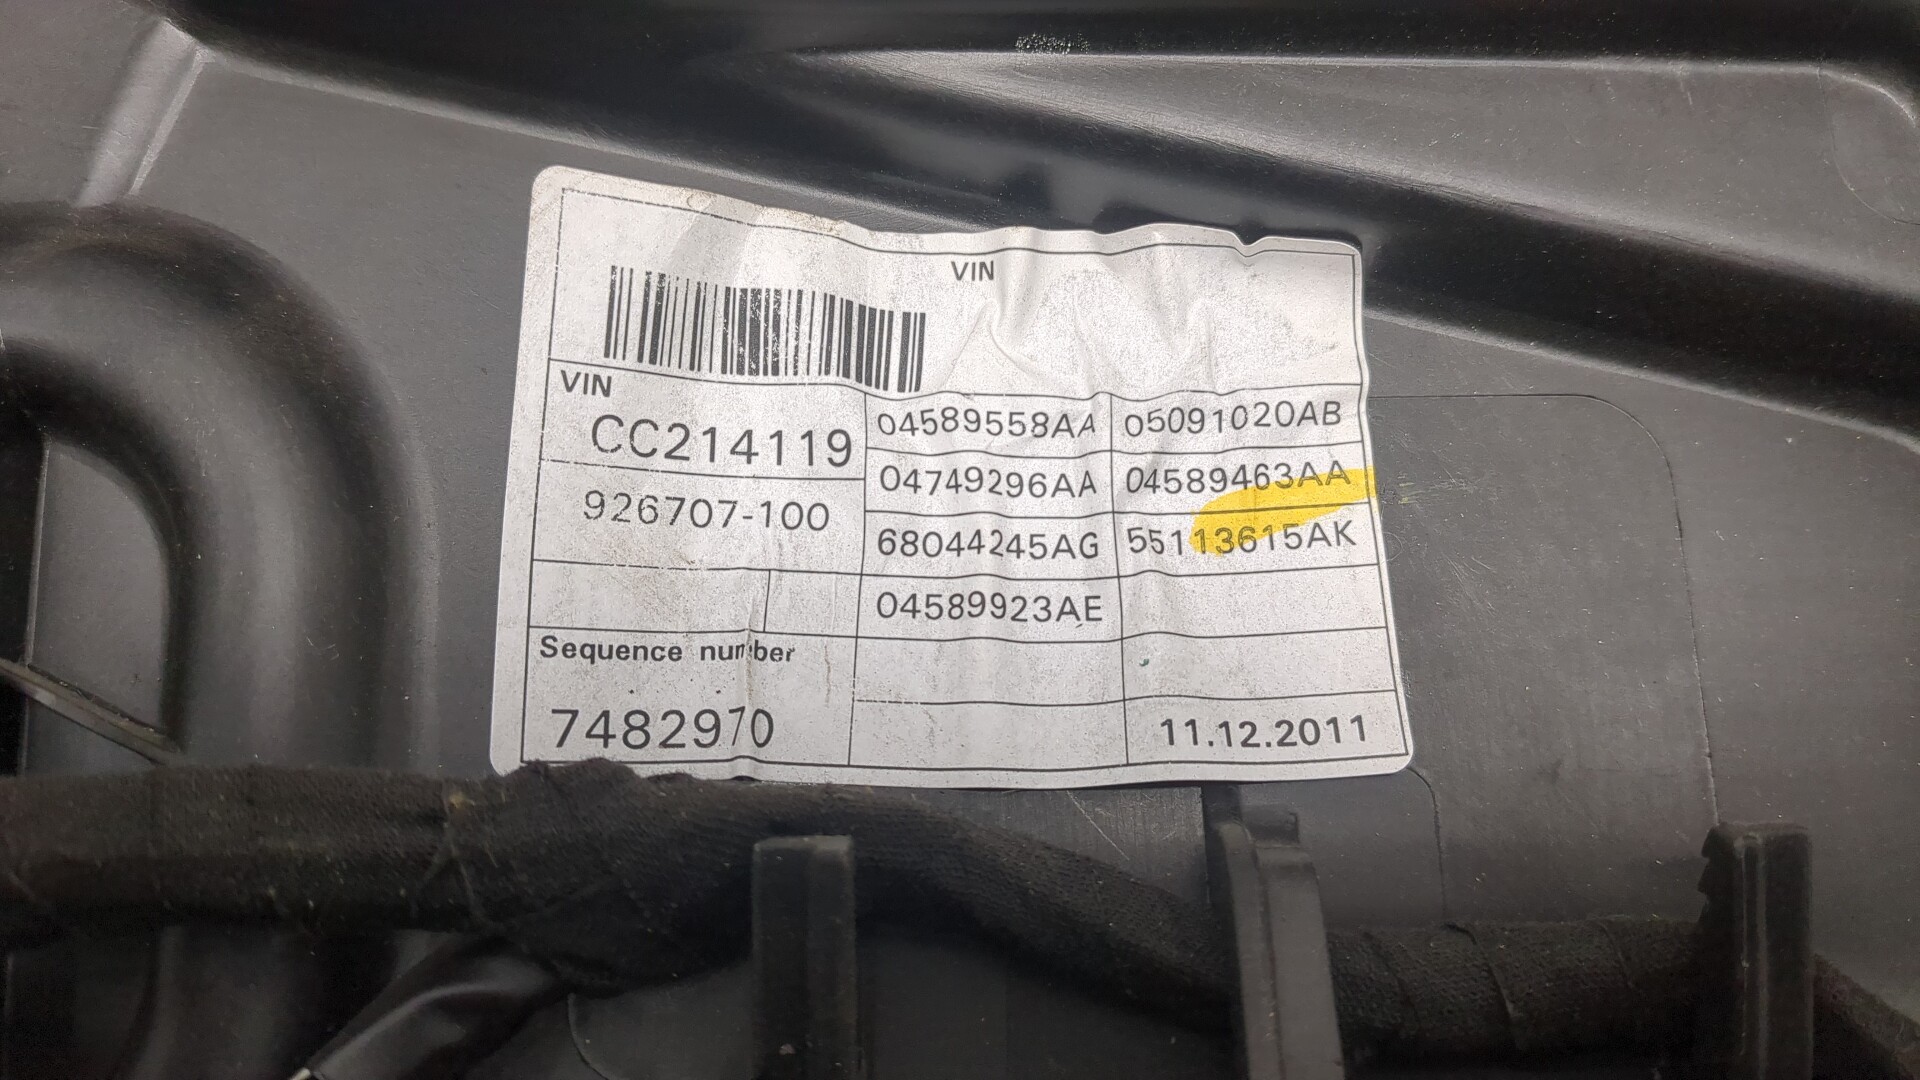 VIN
VIN
CC214119
926707-100
04589558AA 05091020AB
04749296AA 04589463AA
68044245AG 55113615AK
04589923AE
Sequence number
7482970
11.12.2011